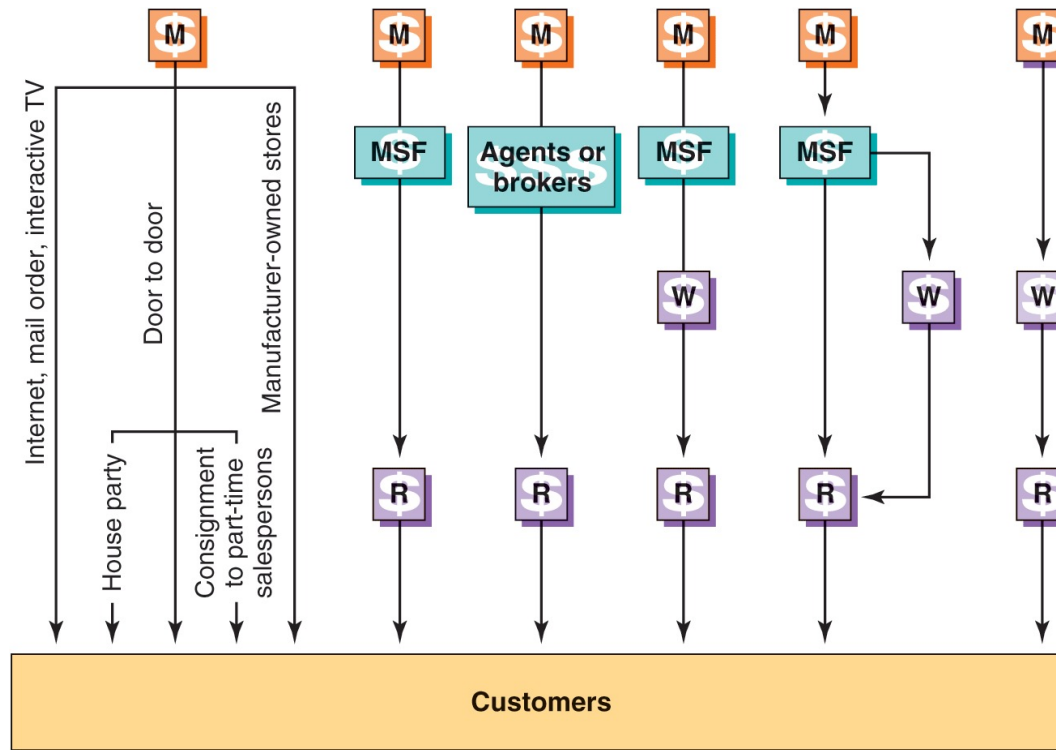 M
M
M
M
M
M
Internet, mail order, interactive TV
Door to door
Manufacturer-owned stores
MSF
Agents or
brokers
$$$
MSF
MSF
W
W
W
House party
Consignment
to part-time
salespersons
R
R
R
R
R
Customers